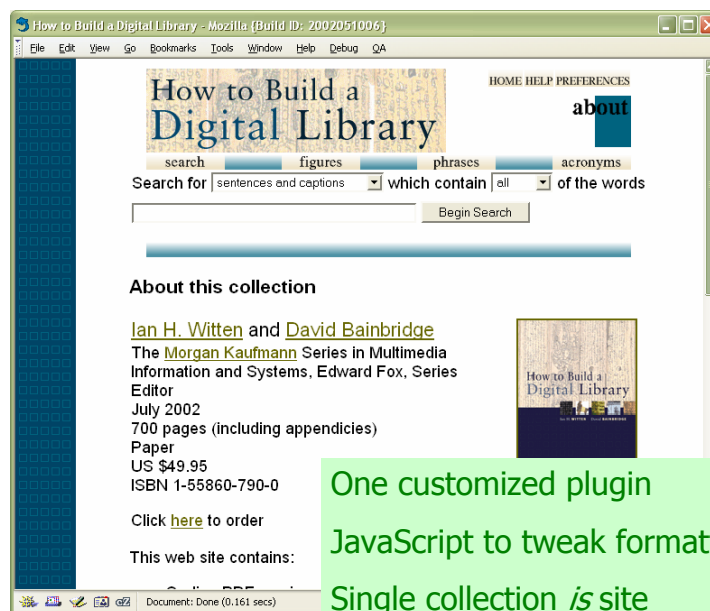 How to Build a Digital Library - Mozilla {Build ID: 2002051006}
File Edit View Go Bookmarks Tools Window Help Debug QA
How to Build a
Digital Library
HOME HELP PREFERENCES
about
search figures phrases acronyms
Search for sentences and captions which contain all of the words
Begin Search
About this collection
Ian H. Witten and David Bainbridge
The Morgan Kaufmann Series in Multimedia
Information and Systems, Edward Fox, Series
Editor
July 2002
700 pages (including appendicies)
Paper
US $49.95
ISBN 1-55860-790-0
Click here to order
This web site contains:
How to Build a
Digital Library
IAN H. WITTEN DAVID BAINBRIDGE
One customized plugin
JavaScript to tweak format
Single collection is site
Document: Done (0.161 secs)